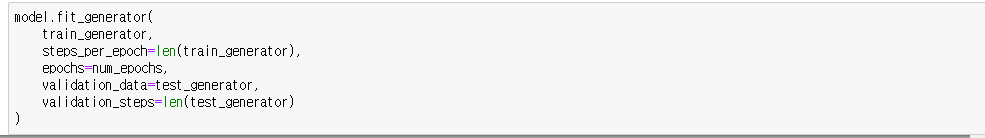 model.fit_generator(
    train_generator,
    steps_per_epoch=len(train_generator),
    epochs=num_epochs,
    validation_data=test_generator,
    validation_steps=len(test_generator)
)